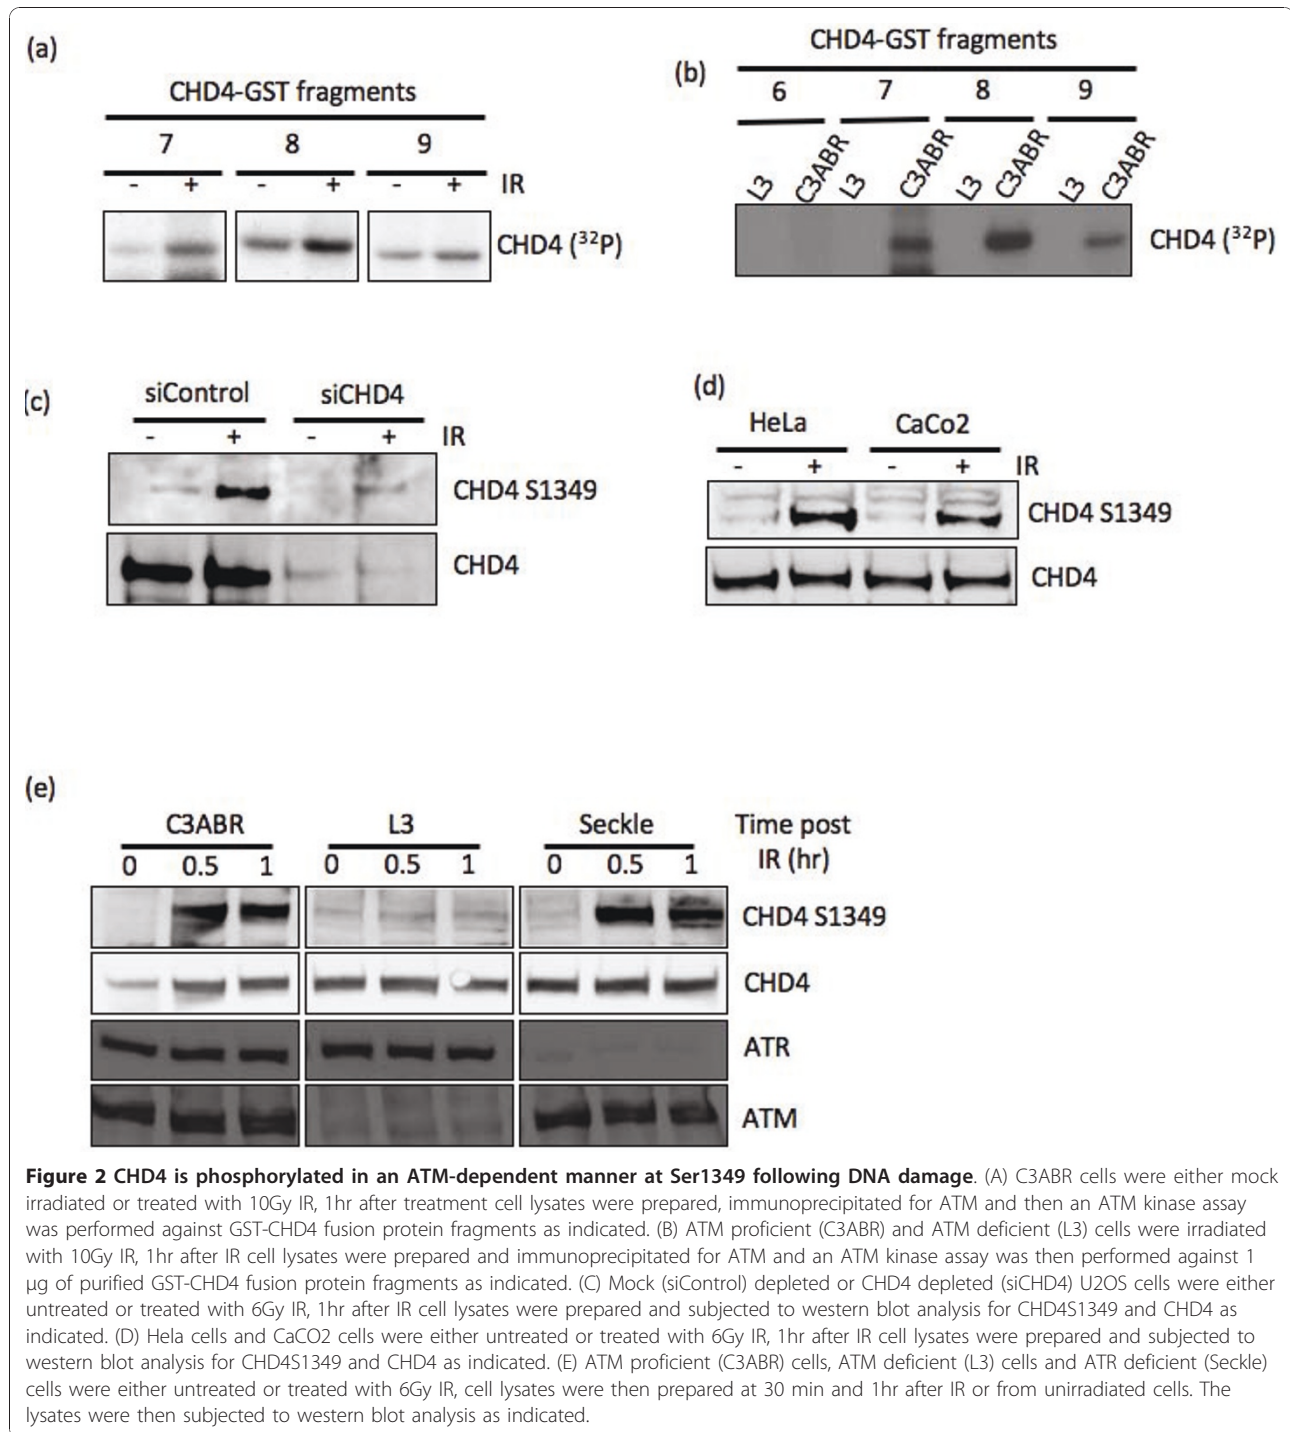 (a)
CHD4-GST fragments
7 8 9
- + - + - + IR
CHD4 (³²P)
(b)
CHD4-GST fragments
6 7 8 9
L3 C3ABR L3 C3ABR L3 C3ABR L3 C3ABR
CHD4 (³²P)
(c)
siControl siCHD4
- + - + IR
CHD4 S1349
CHD4
(d)
HeLa CaCo2
- + - + IR
CHD4 S1349
CHD4
(e)
C3ABR L3 Seckle Time post
0 0.5 1 0 0.5 1 0 0.5 1 IR (hr)
CHD4 S1349
CHD4
ATR
ATM
Figure 2 CHD4 is phosphorylated in an ATM-dependent manner at Ser1349 following DNA damage. (A) C3ABR cells were either mock
irradiated or treated with 10Gy IR, 1hr after treatment cell lysates were prepared, immunoprecipitated for ATM and then an ATM kinase assay
was performed against GST-CHD4 fusion protein fragments as indicated. (B) ATM proficient (C3ABR) and ATM deficient (L3) cells were irradiated
with 10Gy IR, 1hr after IR cell lysates were prepared and immunoprecipitated for ATM and an ATM kinase assay was then performed against 1
μg of purified GST-CHD4 fusion protein fragments as indicated. (C) Mock (siControl) depleted or CHD4 depleted (siCHD4) U2OS cells were either
untreated or treated with 6Gy IR, 1hr after IR cell lysates were prepared and subjected to western blot analysis for CHD4S1349 and CHD4 as
indicated. (D) Hela cells and CaCO2 cells were either untreated or treated with 6Gy IR, 1hr after IR cell lysates were prepared and subjected to
western blot analysis for CHD4S1349 and CHD4 as indicated. (E) ATM proficient (C3ABR) cells, ATM deficient (L3) cells and ATR deficient (Seckle)
cells were either untreated or treated with 6Gy IR, cell lysates were then prepared at 30 min and 1hr after IR or from unirradiated cells. The
lysates were then subjected to western blot analysis as indicated.